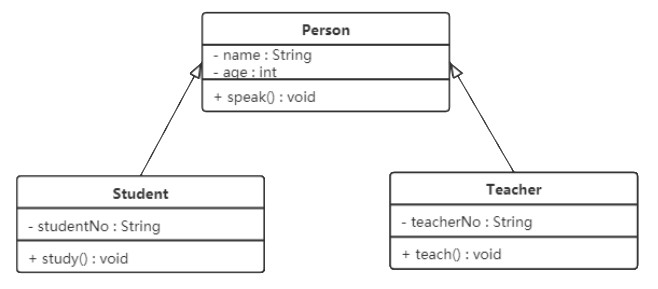 Person
- name : String
- age : int
+ speak() : void
Student
- studentNo : String
+ study() : void
Teacher
- teacherNo : String
+ teach() : void